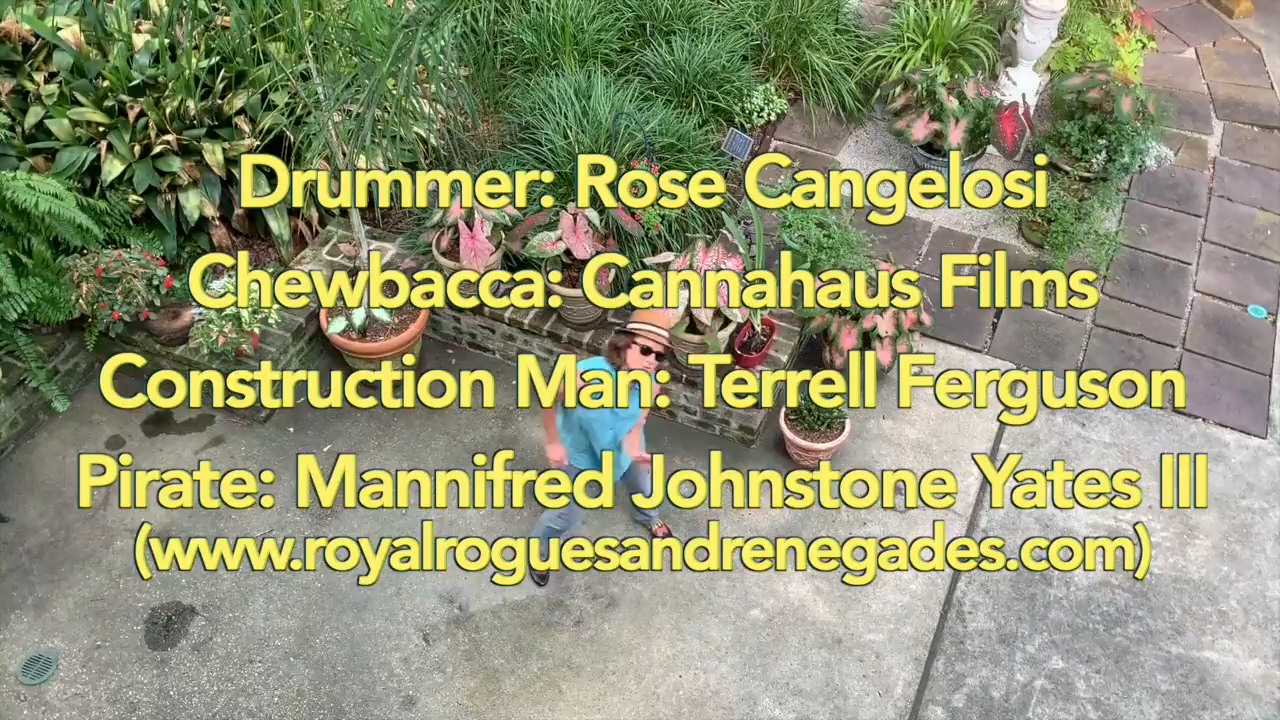 Drummer: Rose Cangelosi
Chewbacca: Cannahaus Films
Construction Man: Terrell Ferguson
Pirate: Mannifred Johnstone Yates III
(www.royalroguesandrenegades.com)